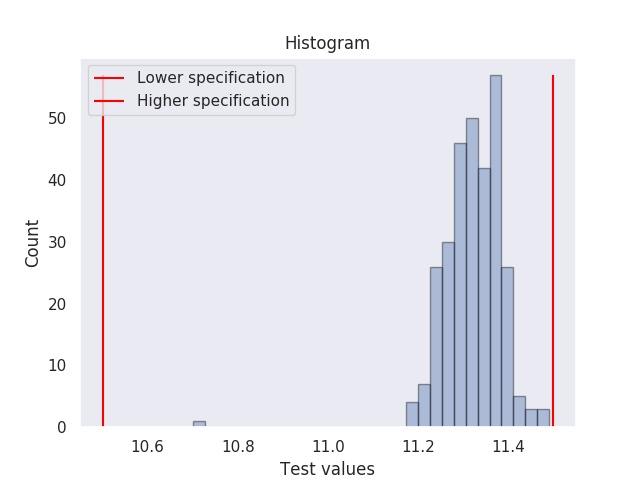 Histogram
Lower specification
Higher specification
Count
50
40
30
20
10
0
10.6 10.8 11.0 11.2 11.4
Test values